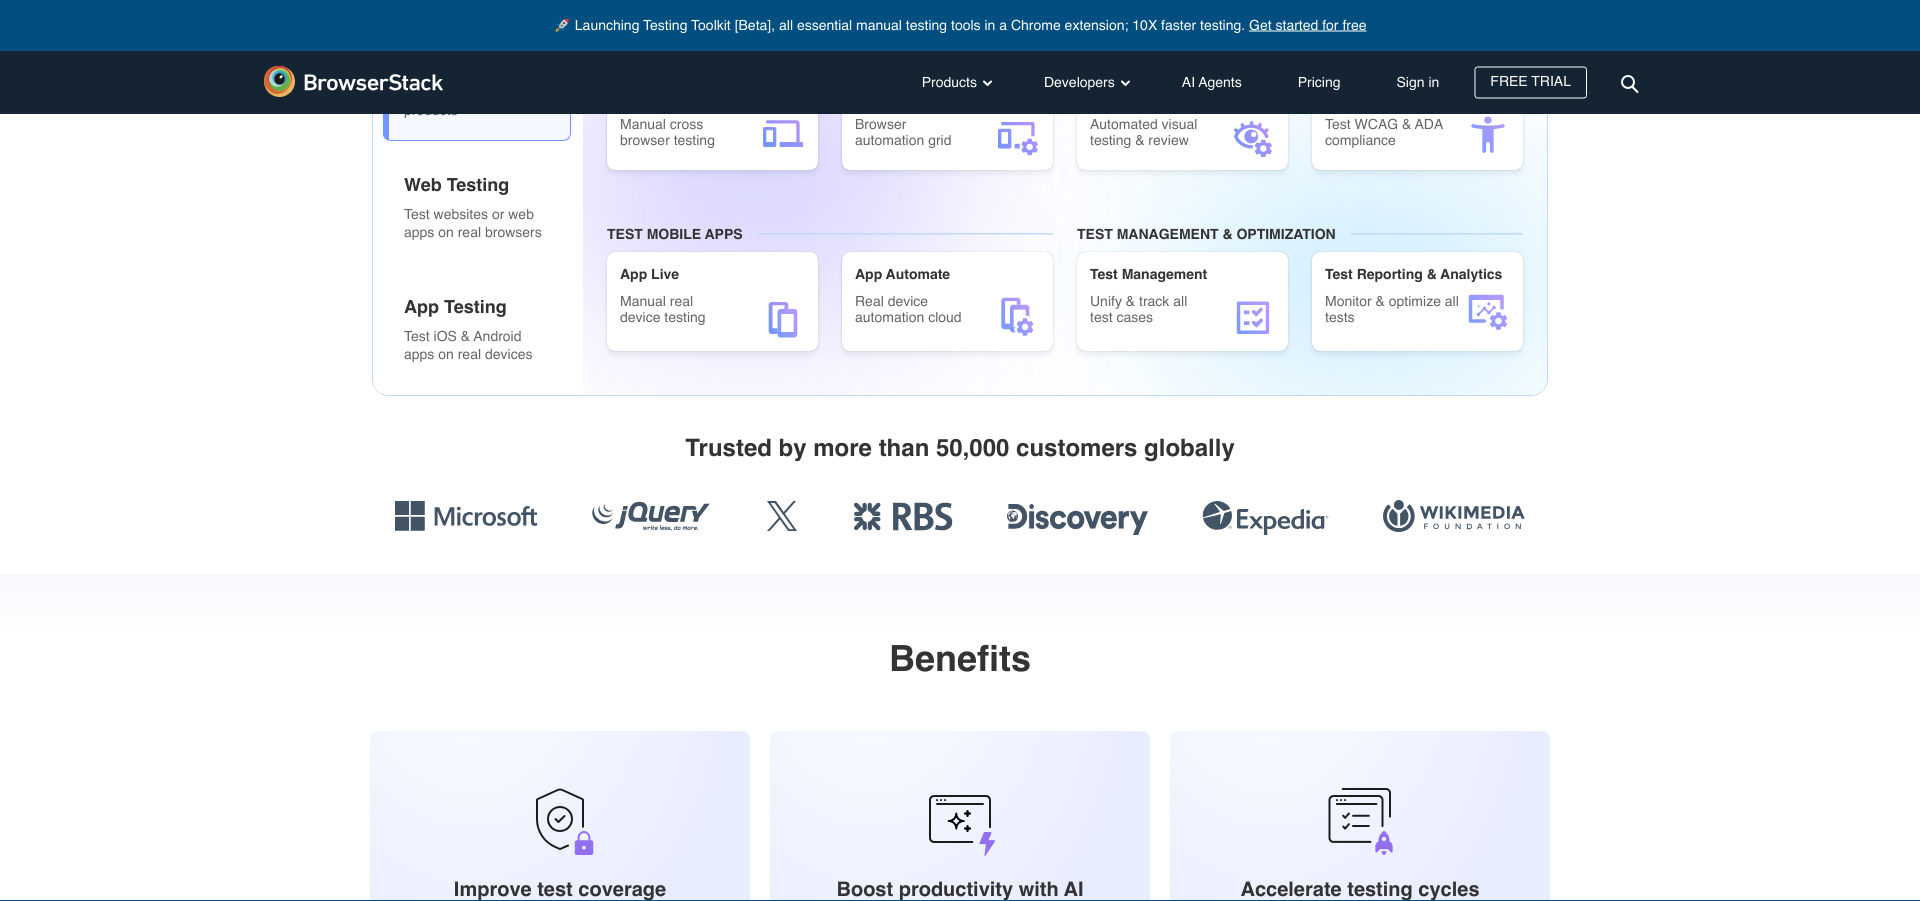 Launching Testing Toolkit [Beta], all essential manual testing tools in a Chrome extension; 10X faster testing. Get started for free
BrowserStack
Products
Developers
AI Agents
Pricing
Sign in
FREE TRIAL
products
Web Testing
Test websites or web
apps on real browsers
App Testing
Test iOS & Android
apps on real devices
Manual cross
browser testing
Browser
automation grid
Automated visual
testing & review
Test WCAG & ADA
compliance
TEST MOBILE APPS
App Live
Manual real
device testing
App Automate
Real device
automation cloud
TEST MANAGEMENT & OPTIMIZATION
Test Management
Unify & track all
test cases
Test Reporting & Analytics
Monitor & optimize all
tests
Trusted by more than 50,000 customers globally
Microsoft
jQuery
write less, do more.
X
RBS
Discovery
Expedia
WIKIMEDIA
FOUNDATION
Benefits
Improve test coverage
Boost productivity with AI
Accelerate testing cycles